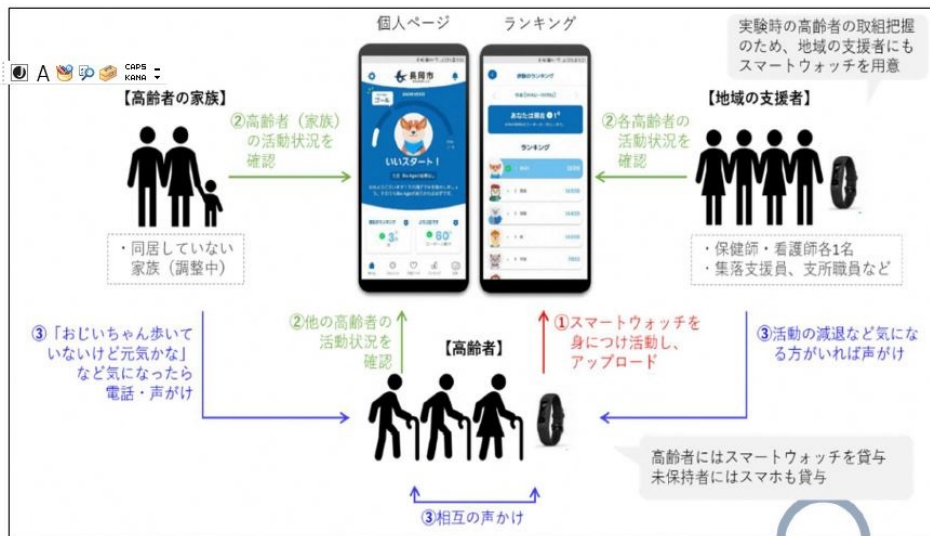 個人ページ
ランキング
実験時の高齢者の取組把握
のため、地域の支援者にも
スマートウォッチを用意
CAPS
KANA
【高齢者の家族】
②高齢者（家族）
の活動状況を
確認
・同居していない
家族（調整中）
長岡市
ゴール
いいスタート！
あなたは現在
ランキング
【地域の支援者】
②各高齢者の
活動状況を
確認
・保健師・看護師各1名
・集落支援員、支所職員など
③「おじいちゃん歩いて
いないけど元気かな」
など気になったら
電話・声がけ
②他の高齢者の
活動状況を
確認
【高齢者】
①スマートウォッチを
身につけ活動し、
アップロード
③活動の減退など気にな
る方がいれば声がけ
高齢者にはスマートウォッチを貸与
未保持者にはスマホも貸与
③相互の声かけ